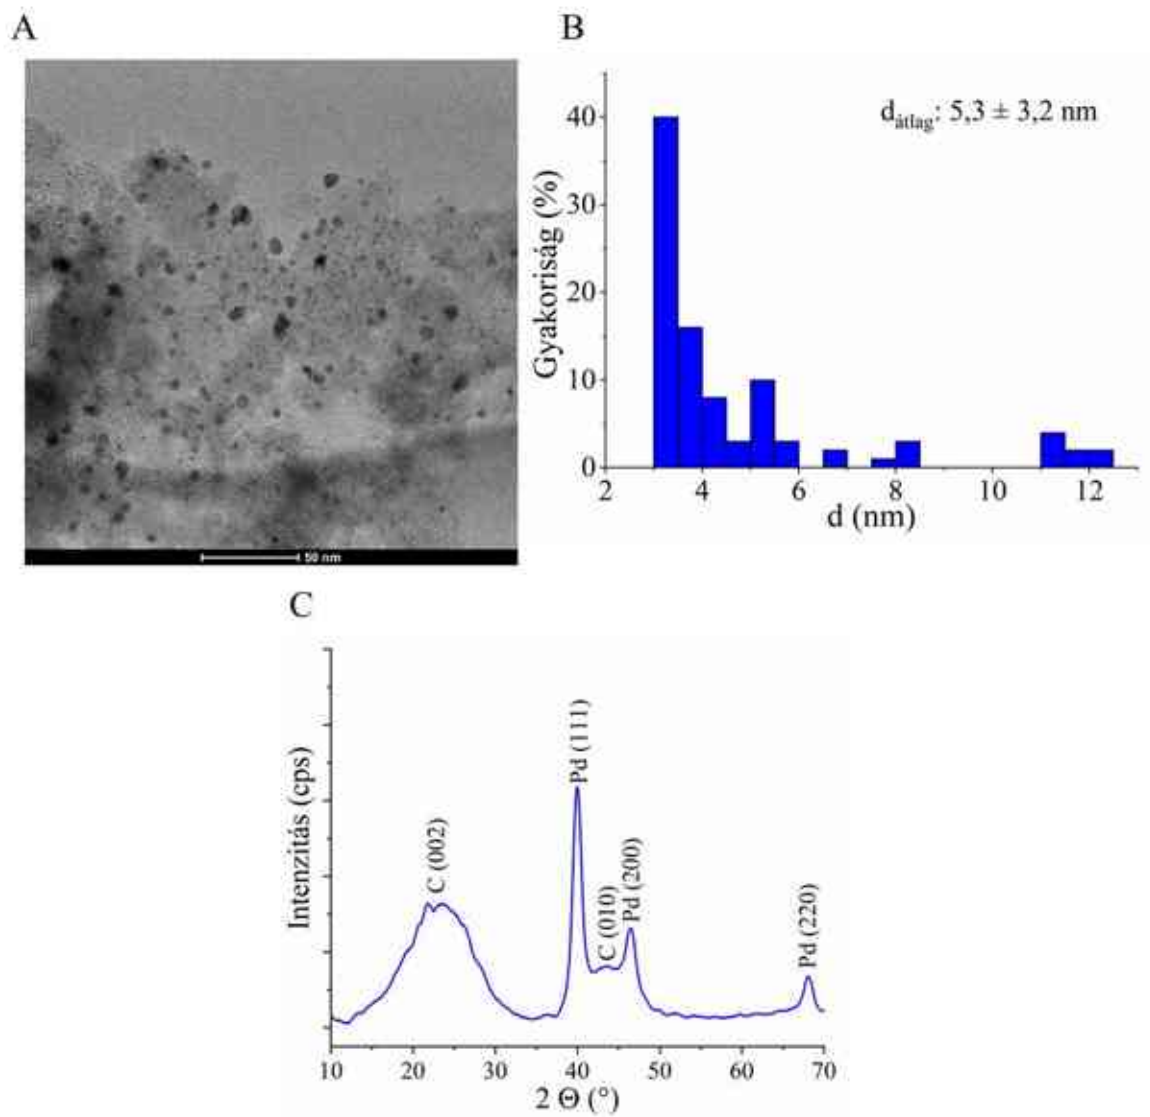 A
B
50 nm
d_átlag: 5,3 ± 3,2 nm
Gyakoriság (%)
40
30
20
10
0
2 4 6 8 10 12
d (nm)
C
Intenzitás (cps)
C (002)
Pd (111)
C (010)
Pd (200)
Pd (220)
10 20 30 40 50 60 70
2 Θ (°)